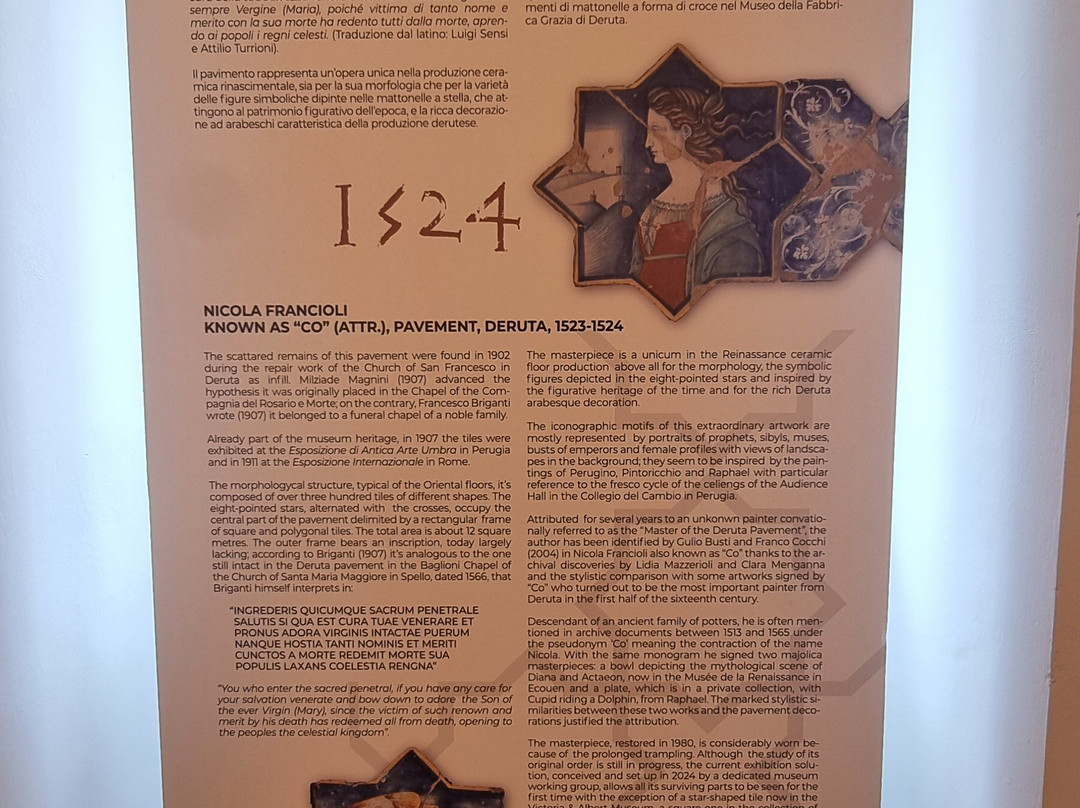 sempre Vergine (Maria), poiché vittima di tanto nome e
merito con la sua morte ha redento tutti dalla morte, apren-
do ai popoli i regni celesti. (Traduzione dal latino: Luigi Sensi
e Attilio Turrioni).
Il pavimento rappresenta un'opera unica nella produzione cera-
mica rinascimentale, sia per la sua morfologia che per la varietà
delle figure simboliche dipinte nelle mattonelle a stella, che at-
tingono al patrimonio figurativo dell'epoca, e la ricca decorazio-
ne ad arabeschi caratteristica della produzione derutese.
menti di mattonelle a forma di croce nel Museo della Fabbri-
ca Grazia di Deruta.
1524
NICOLA FRANCIOLI
KNOWN AS “CO” (ATTR.), PAVEMENT, DERUTA, 1523-1524
The scattared remains of this pavement were found in 1902
during the repair work of the Church of San Francesco in
Deruta as infill. Milziade Magnini (1907) advanced the
hypothesis it was originally placed in the Chapel of the Com-
pagnia del Rosario e Morte; on the contrary, Francesco Briganti
wrote (1907) it belonged to a funeral chapel of a noble family.
Already part of the museum heritage, in 1907 the tiles were
exhibited at the Esposizione di Antica Arte Umbra in Perugia
and in 1911 at the Esposizione Internazionale in Rome.
The morphologycal structure, typical of the Oriental floors, it's
composed of over three hundred tiles of different shapes. The
eight-pointed stars, alternated with the crosses, occupy the
central part of the pavement delimited by a rectangular frame
of square and polygonal tiles. The total area is about 12 square
metres. The outer frame bears an inscription, today largely
lacking; according to Briganti (1907) it's analogous to the one
still intact in the Deruta pavement in the Baglioni Chapel of
the Church of Santa Maria Maggiore in Spello, dated 1566, that
Briganti himself interprets in:
“INGREDERIS QUICUMQUE SACRUM PENETRALE
SALUTIS SI QUA EST CURA TUAE VENERARE ET
PRONUS ADORA VIRGINIS INTACTAE PUERUM
NANQUE HOSTIA TANTI NOMINIS ET MERITI
CUNCTOS A MORTE REDEMIT MORTE SUA
POPULIS LAXANS COELESTIA RENGNA”
“You who enter the sacred penetral, if you have any care for
your salvation venerate and bow down to adore the Son of
the ever Virgin (Mary), since the victim of such renown and
merit by his death has redeemed all from death, opening to
the peoples the celestial kingdom”.
The masterpiece is a unicum in the Reinassance ceramic
floor production above all for the morphology, the symbolic
figures depicted in the eight-pointed stars and inspired by
the figurative heritage of the time and for the rich Deruta
arabesque decoration.
The iconographic motifs of this extraordinary artwork are
mostly represented by portraits of prophets, sibyls, muses,
busts of emperors and female profiles with views of landsca-
pes in the background; they seem to be inspired by the pain-
tings of Perugino, Pintoricchio and Raphael with particular
reference to the fresco cycle of the celiengs of the Audience
Hall in the Collegio del Cambio in Perugia.
Attributed for several years to an unkonwn painter convatio-
nally referred to as the “Master of the Deruta Pavement”, the
author has been identified by Gulio Busti and Franco Cocchi
(2004) in Nicola Francioli also known as “Co” thanks to the ar-
chival discoveries by Lidia Mazzerioli and Clara Menganna
and the stylistic comparison with some artworks signed by
“Co” who turned out to be the most important painter from
Deruta in the first half of the sixteenth century.
Descendant of an ancient family of potters, he is often men-
tioned in archive documents between 1513 and 1565 under
the pseudonym 'Co' meaning the contraction of the name
Nicola. With the same monogram he signed two majolica
masterpieces: a bowl depicting the mythological scene of
Diana and Actaeon, now in the Musée de la Renaissance in
Ecouen and a plate, which is in a private collection, with
Cupid riding a Dolphin, from Raphael. The marked stylistic si-
milarities between these two works and the pavement deco-
rations justified the attribution.
The masterpiece, restored in 1980, is considerably worn be-
cause of the prolonged trampling. Although the study of its
original order is still in progress, the current exhibition solu-
tion, conceived and set up in 2024 by a dedicated museum
working group, allows all its surviving parts to be seen for the
first time with the exception of a star-shaped tile now in the